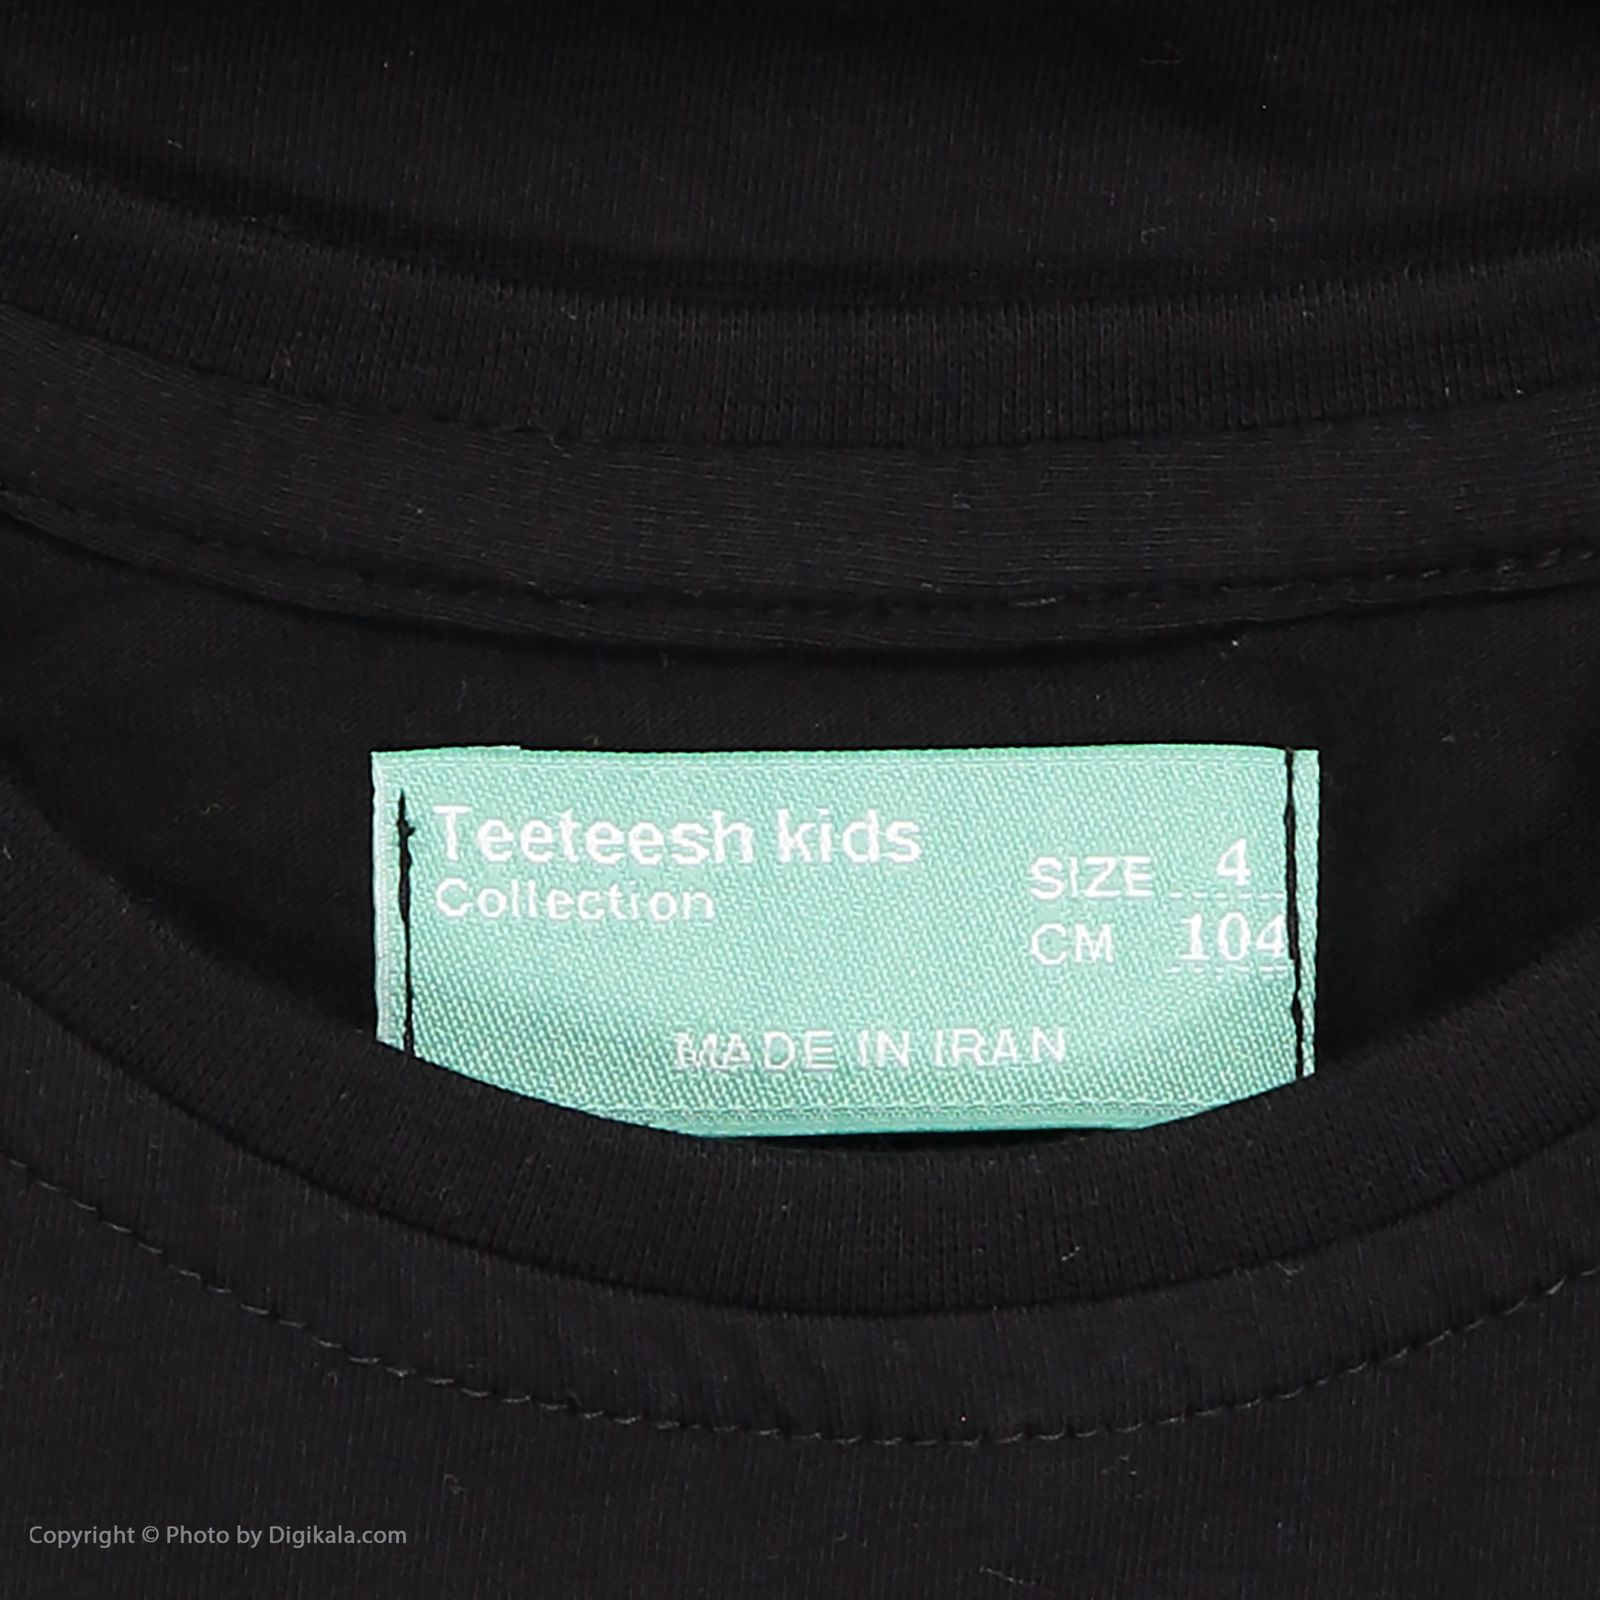 Teeteesh kids
Collection
SIZE 4
CM 104
MADE IN IRAN
Copyright © Photo by Digikala.com